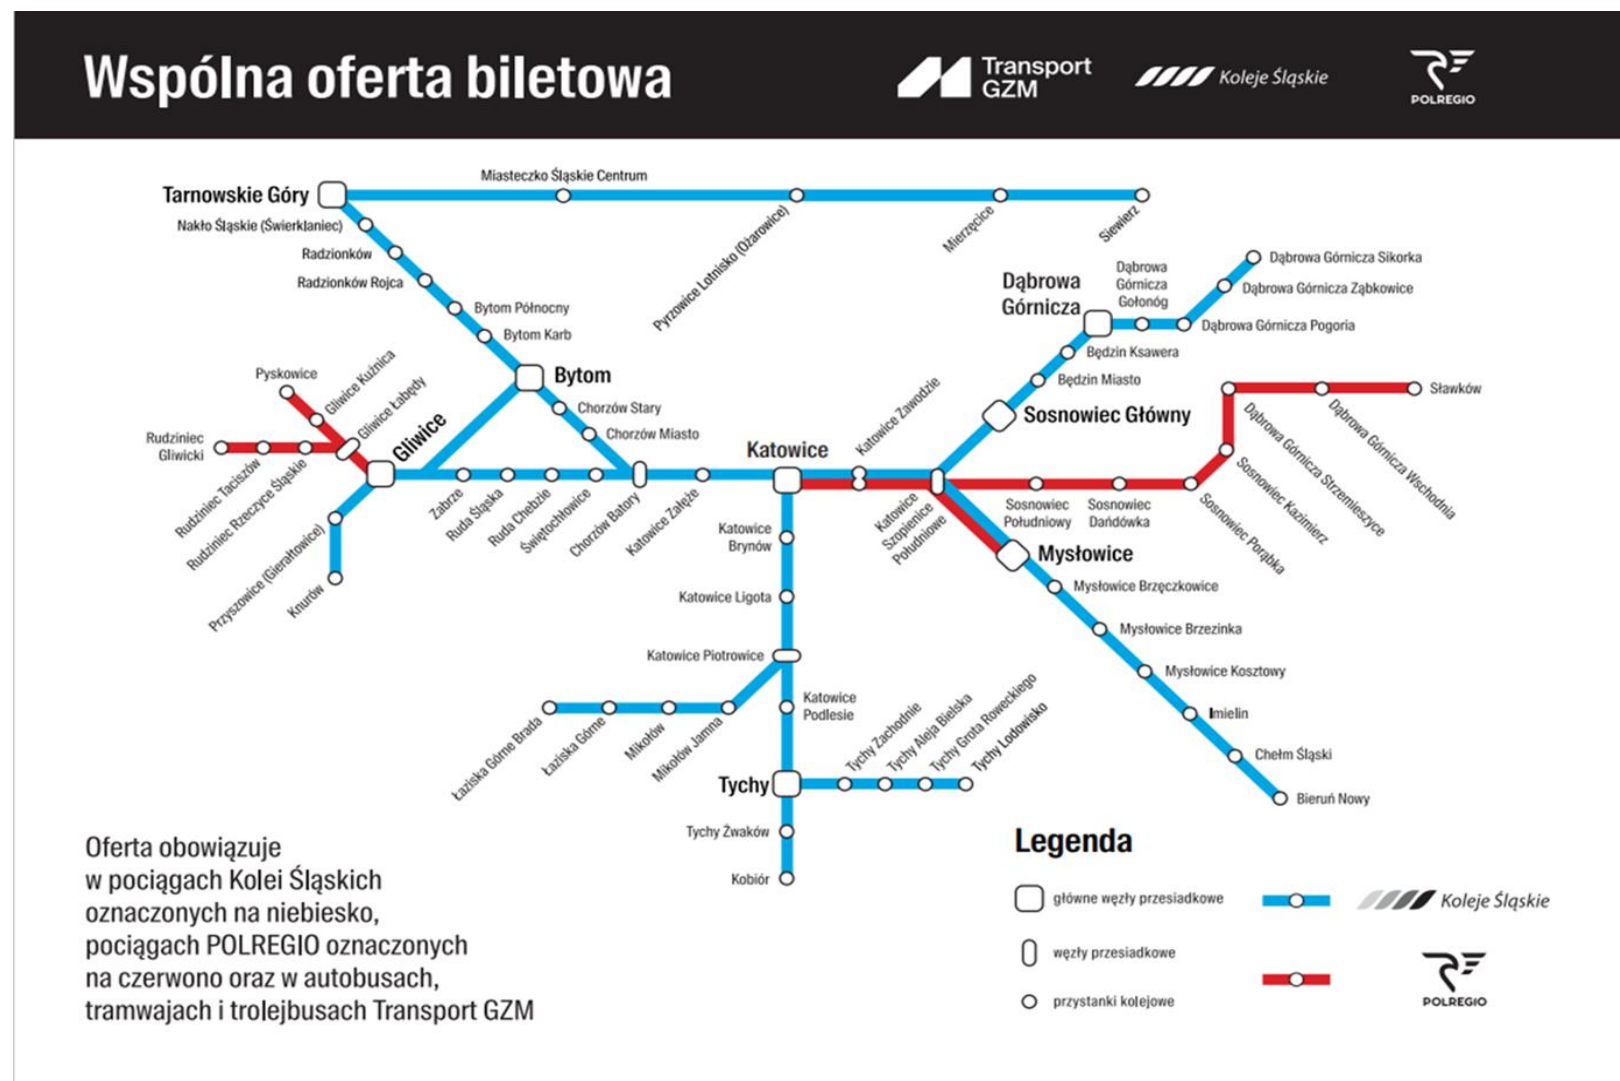 Wspólna oferta biletowa
Transport
GZM
Koleje Śląskie
POLREGIO
Tarnowskie Góry
Miasteczko Śląskie Centrum
Pyrzowice Lotnisko (Ożarowice)
Mierzęcice
Siewierz
Nakło Śląskie (Świerklaniec)
Radzionków
Radzionków Rojca
Bytom Północny
Bytom Karb
Bytom
Chorzów Stary
Chorzów Miasto
Dąbrowa
Górnicza
Dąbrowa
Górnicza
Gołonóg
Dąbrowa Górnicza Sikorka
Dąbrowa Górnicza Ząbkowice
Dąbrowa Górnicza Pogoria
Będzin Ksawera
Będzin Miasto
Sosnowiec Główny
Pyskowice
Gliwice Kuźnica
Gliwice Łabędy
Gliwice
Rudziniec
Gliwicki
Rudziniec Taciszów
Rudziniec Rzeczyce Śląskie
Przyszowice (Gierałtowice)
Knurów
Zabrze
Ruda Śląska
Ruda Chebzie
Świętochłowice
Chorzów Batory
Katowice Załęże
Katowice
Katowice Zawodzie
Katowice
Szopienice
Południowe
Sosnowiec
Południowy
Sosnowiec
Dańdówka
Sosnowiec Porąbka
Sosnowiec Kazimierz
Dąbrowa Górnicza Strzemieszyce
Dąbrowa Górnicza Wschodnia
Sławków
Katowice
Brynów
Katowice Ligota
Katowice Piotrowice
Katowice
Podlesie
Łaziska Górne Brada
Łaziska Górne
Mikołów
Mikołów Jamna
Tychy
Tychy Zachodnie
Tychy Aleja Bielska
Tychy Grota Roweckiego
Tychy Lodowisko
Tychy Żwaków
Kobiór
Mysłowice
Mysłowice Brzęczkowice
Mysłowice Brzezinka
Mysłowice Kosztowy
Imielin
Chełm Śląski
Bieruń Nowy
Oferta obowiązuje
w pociągach Kolei Śląskich
oznaczonych na niebiesko,
pociągach POLREGIO oznaczonych
na czerwono oraz w autobusach,
tramwajach i trolejbusach Transport GZM
Legenda
główne węzły przesiadkowe
węzły przesiadkowe
przystanki kolejowe
Koleje Śląskie
POLREGIO